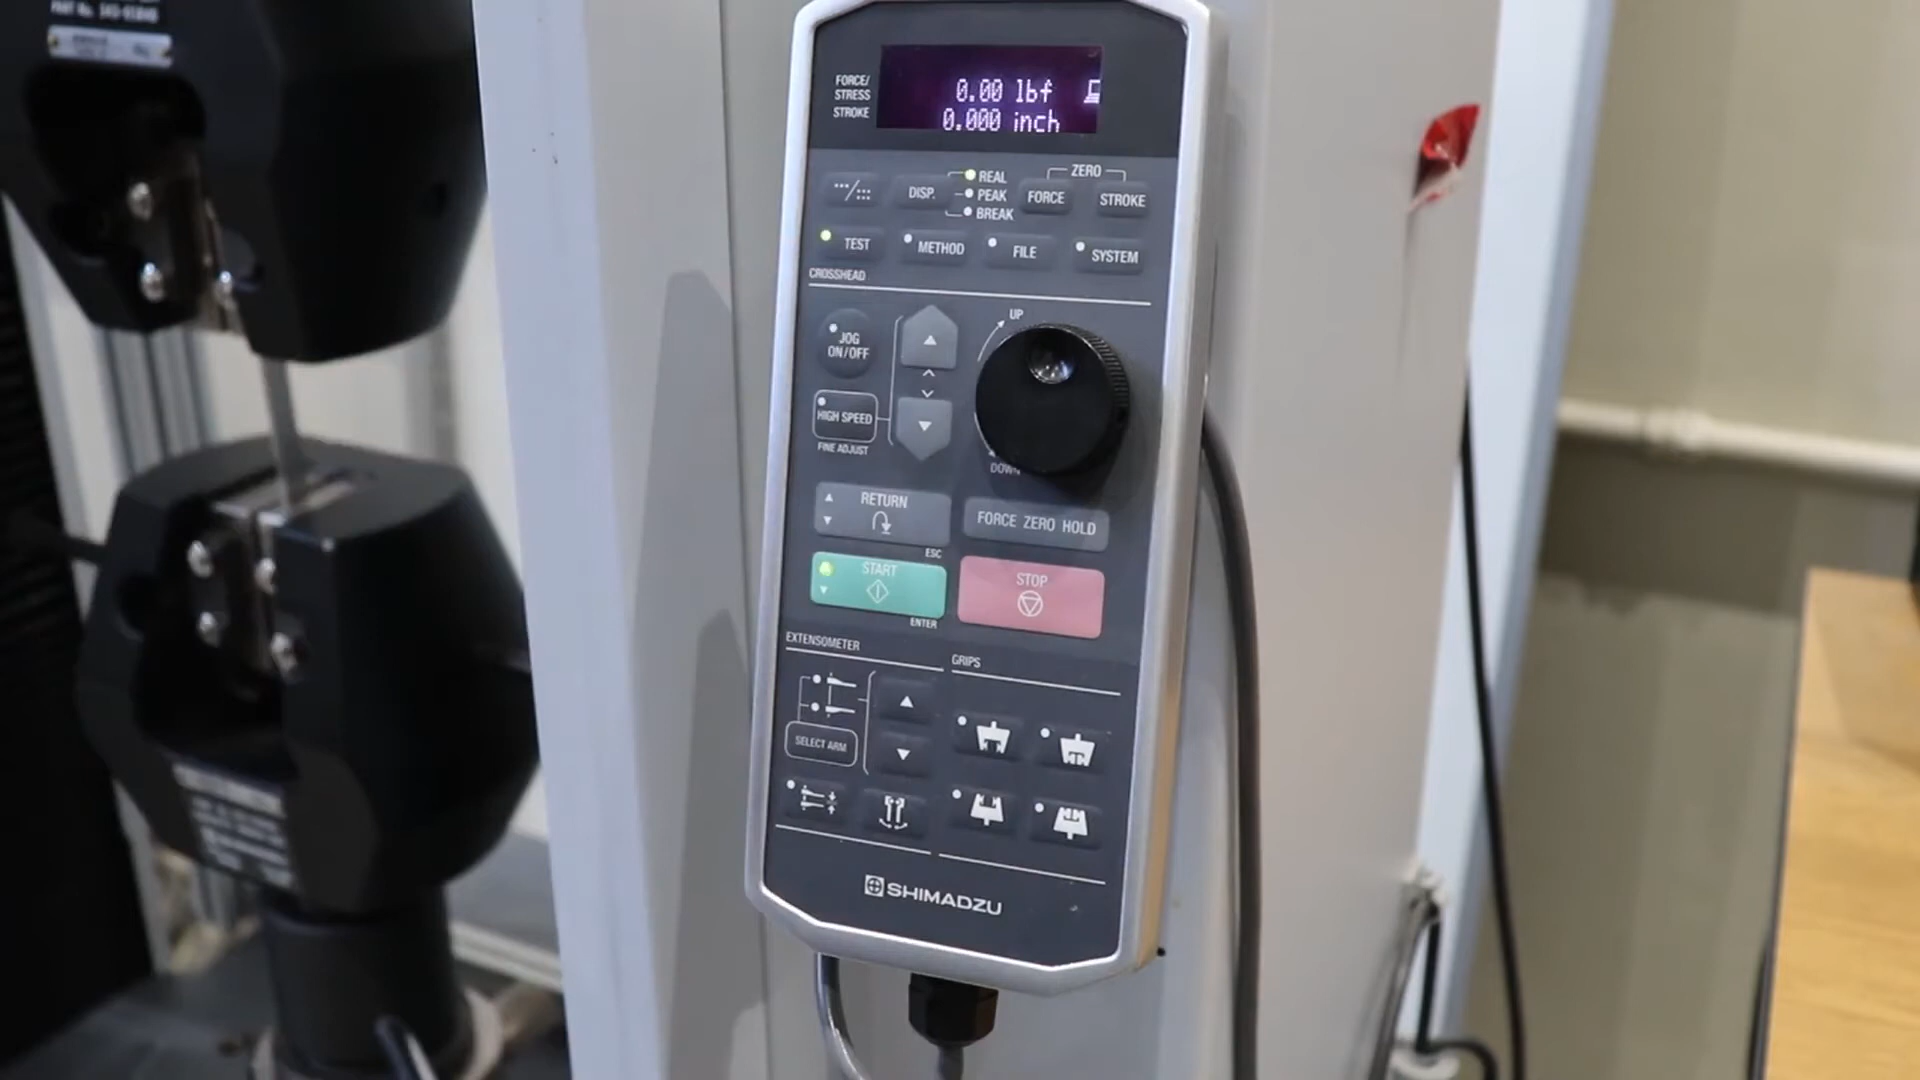 PART No.
FORCE/
STRESS
STROKE
0.00 lbf
0.000 inch
DISP.
REAL
PEAK
BREAK
ZERO
FORCE
STROKE
TEST
METHOD
FILE
SYSTEM
CROSSHEAD
JOG
ON/OFF
UP
HIGH SPEED
FINE ADJUST
DOWN
RETURN
FORCE ZERO HOLD
ESC
START
STOP
ENTER
EXTENSOMETER
GRIPS
SELECT ARM
SHIMADZU